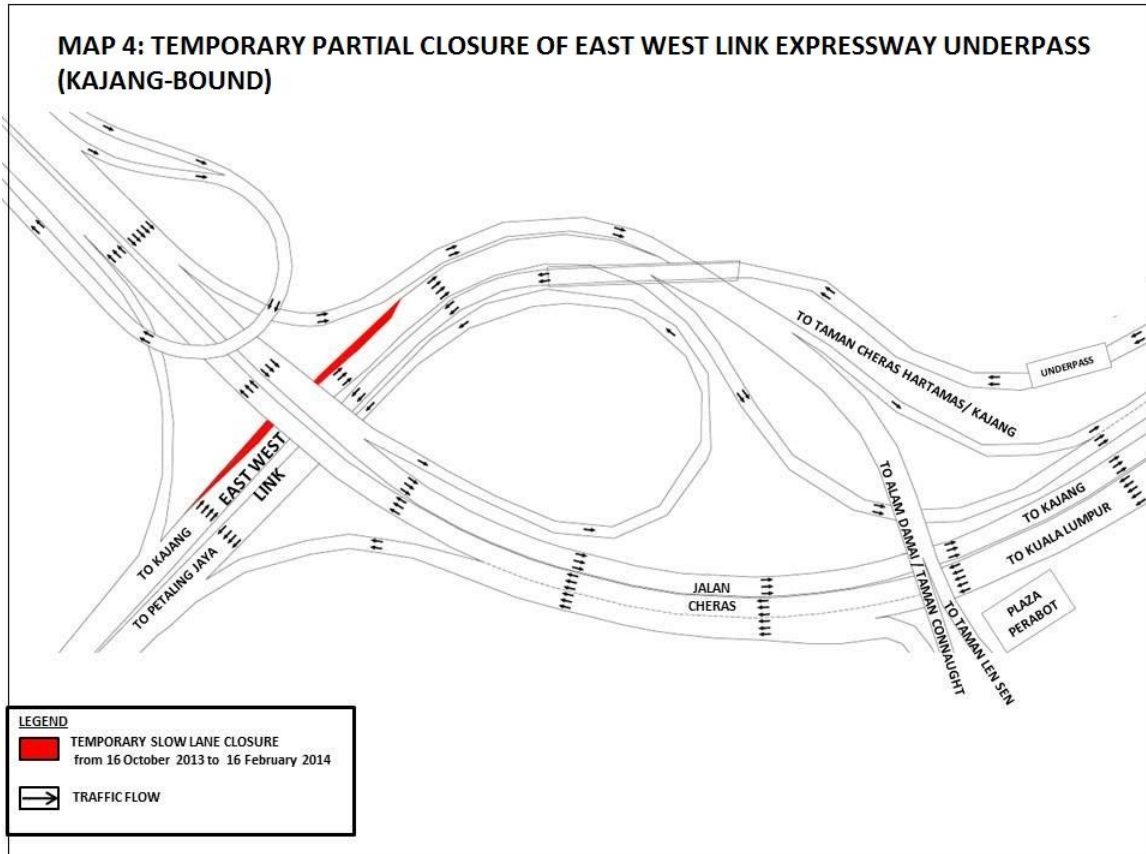 MAP 4: TEMPORARY PARTIAL CLOSURE OF EAST WEST LINK EXPRESSWAY UNDERPASS
(KAJANG-BOUND)
TO TAMAN CHERAS HARTAMAS/ KAJANG
UNDERPASS
EAST WEST
LINK
TO KAJANG
TO PETALING JAYA
JALAN
CHERAS
TO ALAM DAMAI / TAMAN CONNAUGHT
TO TAMAN LEN SEN
TO KAJANG
TO KUALA LUMPUR
PLAZA
PERABOT
LEGEND
TEMPORARY SLOW LANE CLOSURE
from 16 October 2013 to 16 February 2014
TRAFFIC FLOW